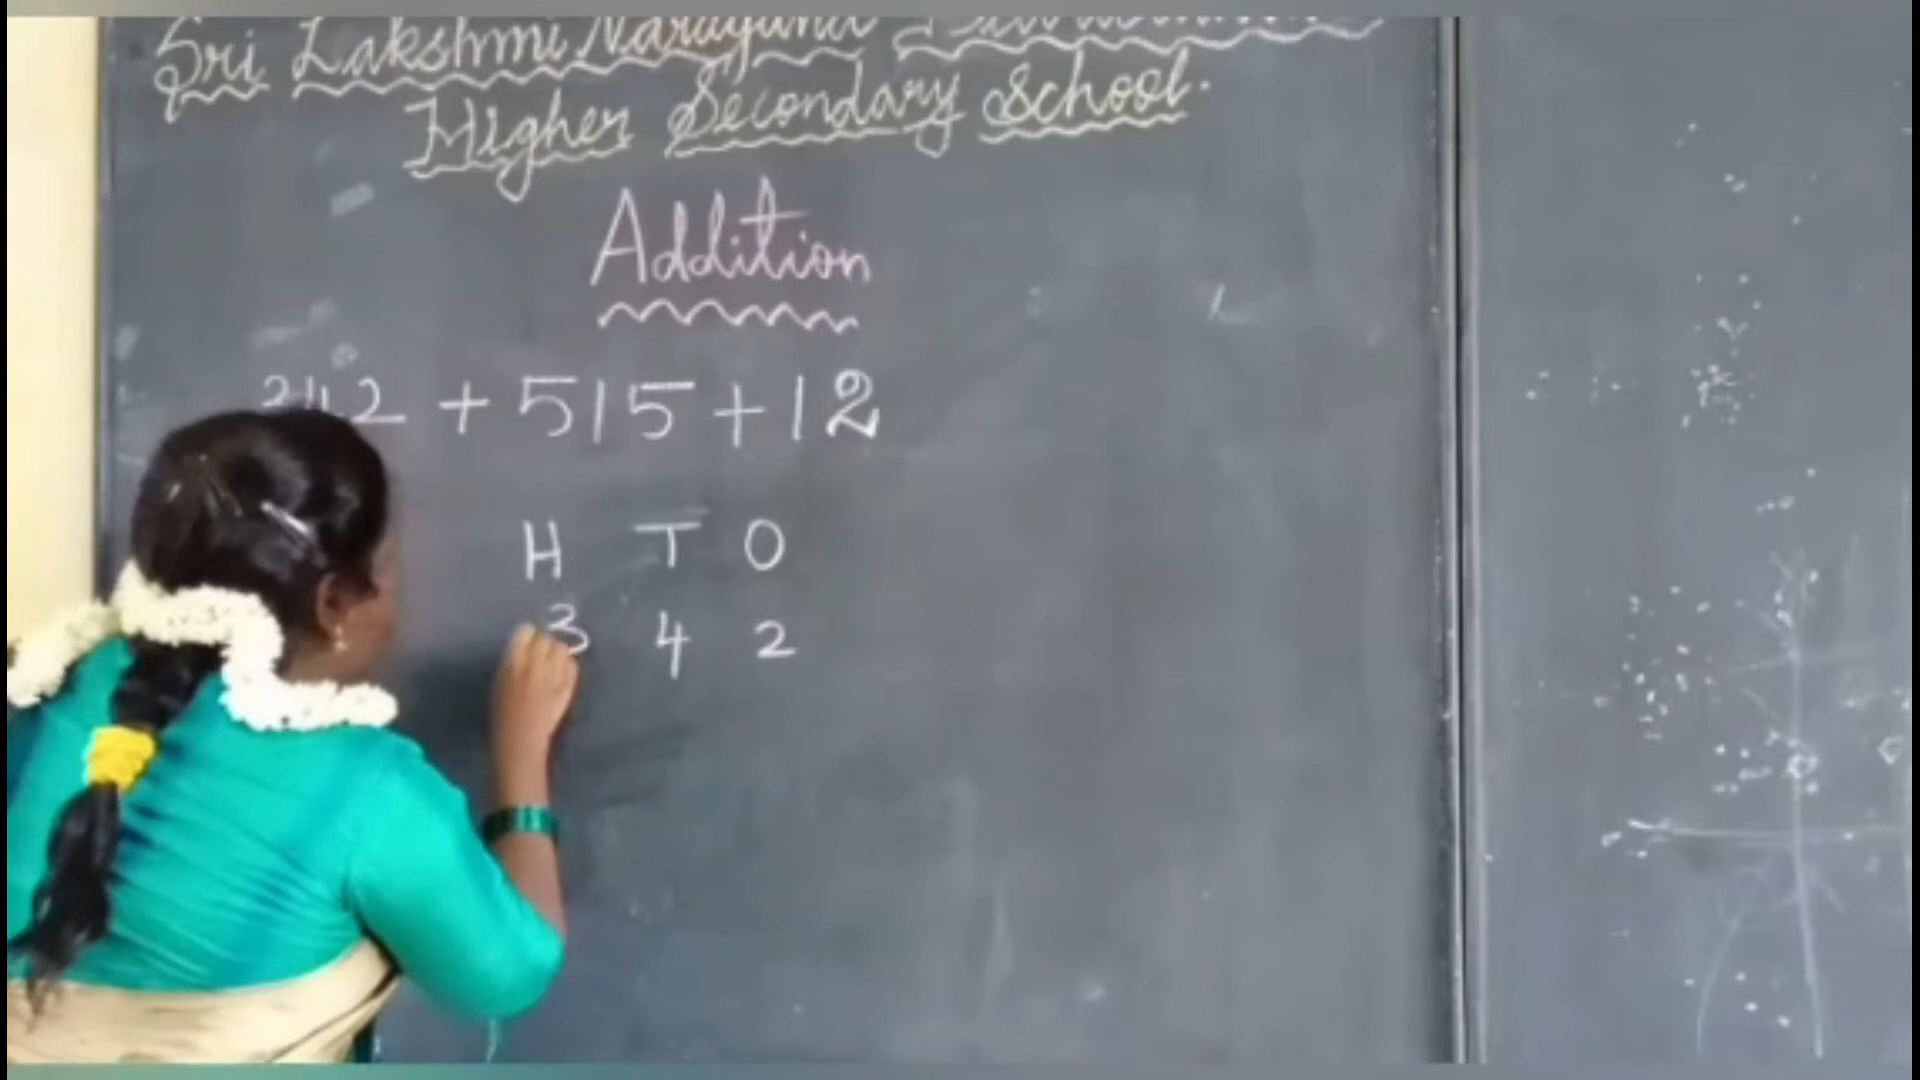 Sri Lakshmi Narayana
Higher Secondary School.
Addition
342 + 515 + 12
H T O
3 4 2